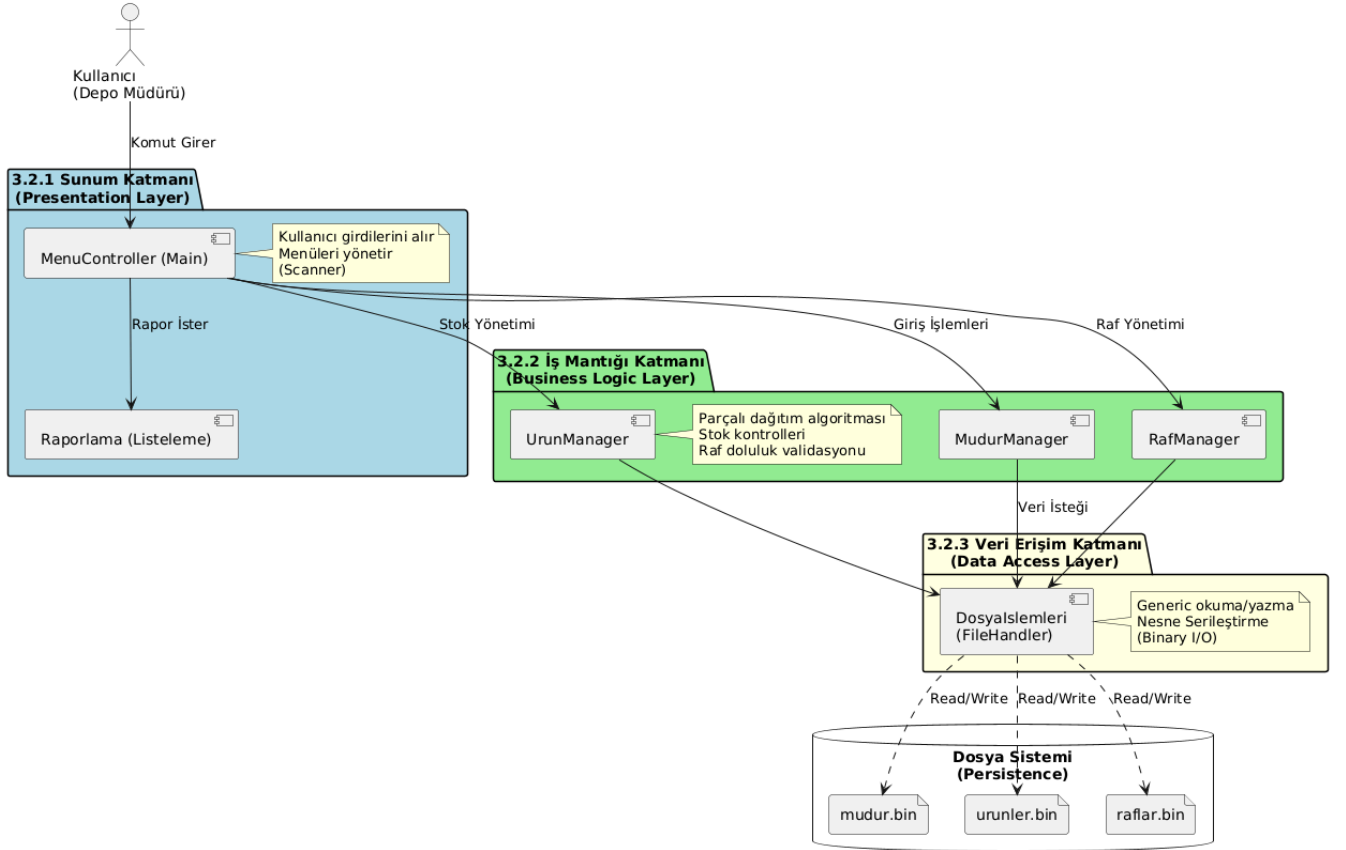 Kullanıcı
(Depo Müdürü)
Komut Girer
3.2.1 Sunum Katmanı
(Presentation Layer)
MenuController (Main)
Kullanıcı girdilerini alır
Menüleri yönetir
(Scanner)
Rapor İster
Stok Yönetimi
Giriş İşlemleri
Raf Yönetimi
Raporlama (Listeleme)
3.2.2 İş Mantığı Katmanı
(Business Logic Layer)
UrunManager
Parçalı dağıtım algoritması
Stok kontrolleri
Raf doluluk validasyonu
MudurManager
RafManager
Veri İsteği
3.2.3 Veri Erişim Katmanı
(Data Access Layer)
DosyaIslemleri
(FileHandler)
Generic okuma/yazma
Nesne Serileştirme
(Binary I/O)
Read/Write
Read/Write
Read/Write
Dosya Sistemi
(Persistence)
mudur.bin
urunler.bin
raflar.bin